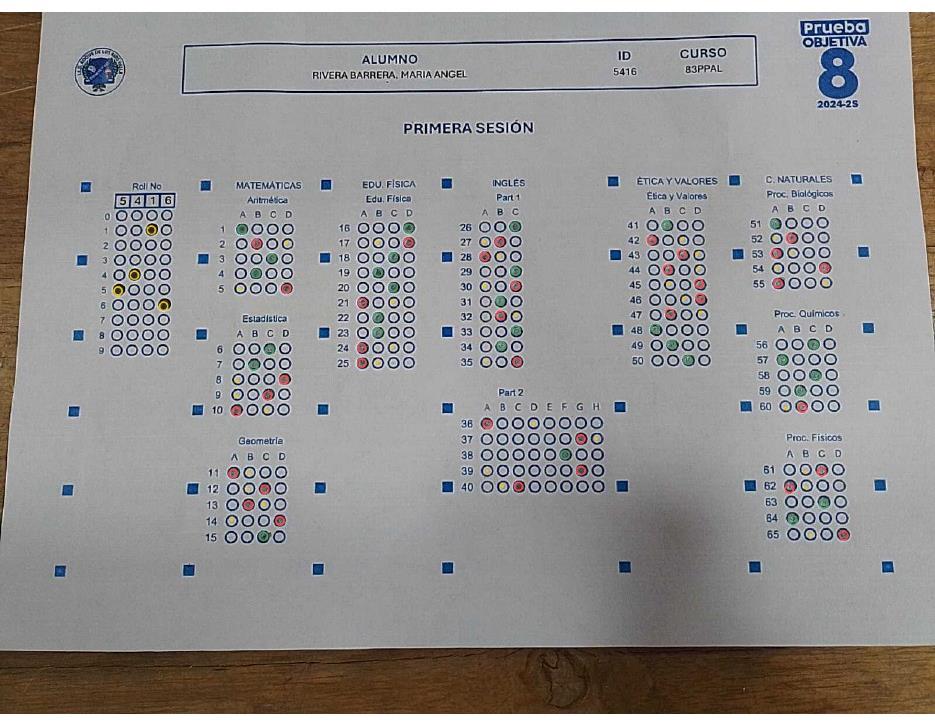 Prueba
OBJETIVA
8
2024-2S
ALUMNO ID CURSO
RIVERA BARRERA, MARIA ANGEL 5416 83PPAL
PRIMERA SESIÓN
Roll No
5 4 1 6
0
1
2
3
4
5
6
7
8
9
MATEMÁTICAS
Aritmética
A B C D
1
2
3
4
5
Estadística
A B C D
6
7
8
9
10
Geometría
A B C D
11
12
13
14
15
EDU. FÍSICA
Edu. Física
A B C D
16
17
18
19
20
21
22
23
24
25
INGLÉS
Part 1
A B C
26
27
28
29
30
31
32
33
34
35
Part 2
A B C D E F G H
36
37
38
39
40
ÉTICA Y VALORES
Ética y Valores
A B C D
41
42
43
44
45
46
47
48
49
50
C. NATURALES
Proc. Biológicos
A B C D
51
52
53
54
55
Proc. Químicos
A B C D
56
57
58
59
60
Proc. Físicos
A B C D
61
62
63
64
65